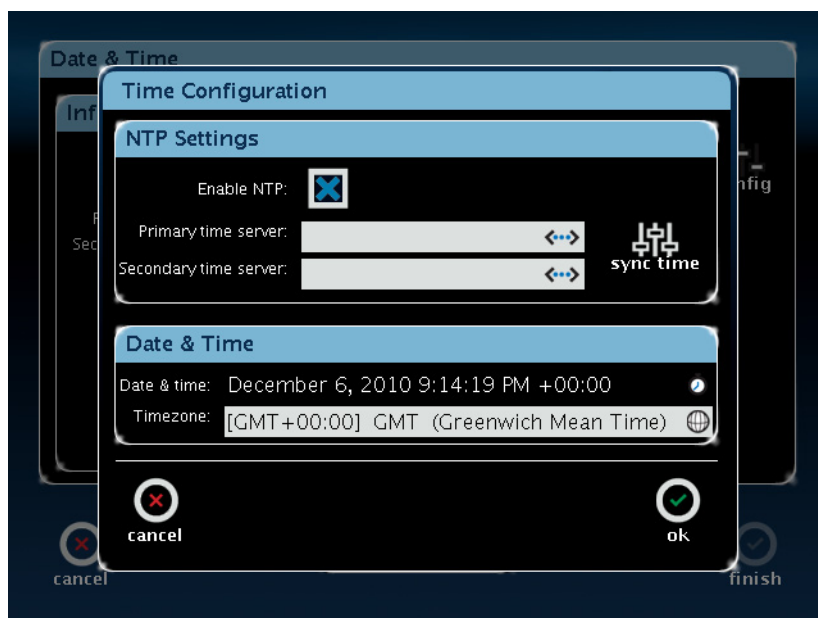 Date & Time
Time Configuration
Inf
NTP Settings
Enable NTP:
nfig
Primary time server:
Sec
Secondary time server:
sync time
Date & Time
Date & time: December 6, 2010 9:14:19 PM +00:00
Timezone: [GMT+00:00] GMT (Greenwich Mean Time)
cancel
ok
cancel
finish